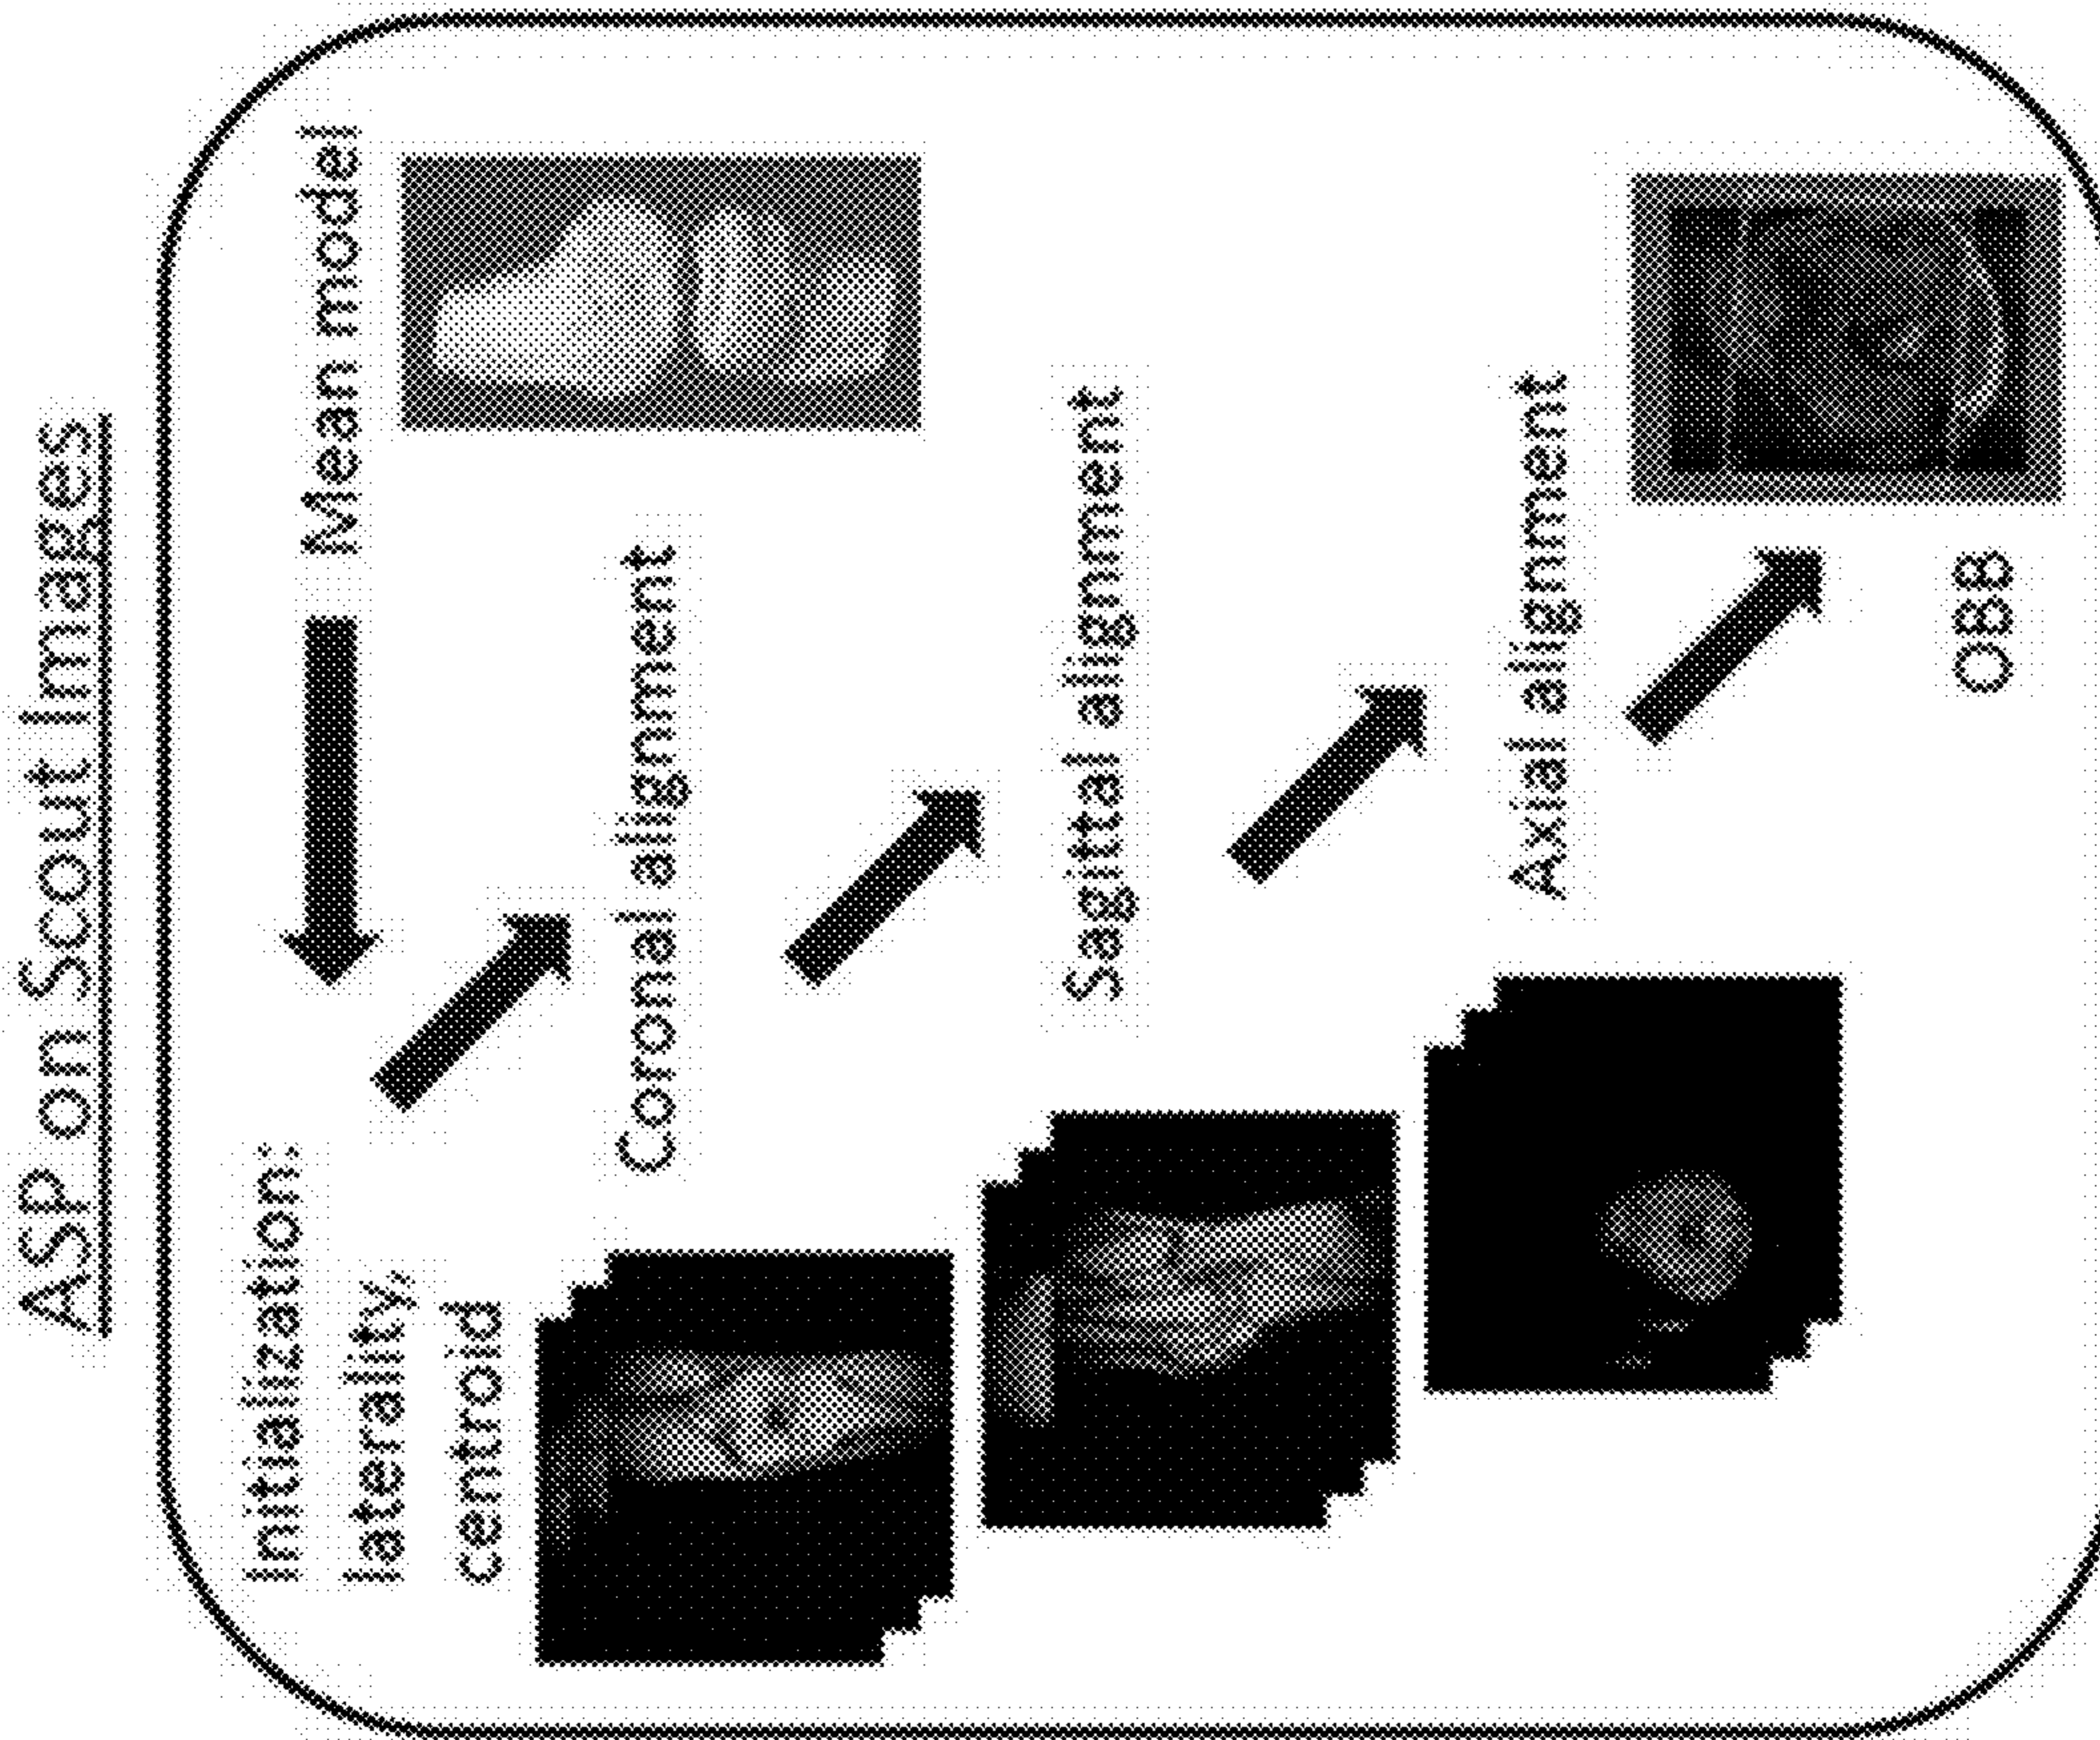 ASP on Scout Images
Initialization:
laterality,
centroid
Mean model
Coronal alignment
Sagittal alignment
Axial alignment
OBB